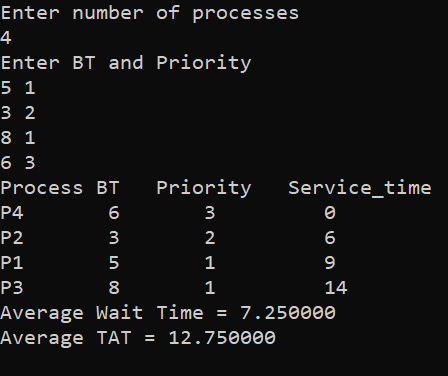 Enter number of processes
4
Enter BT and Priority
5 1
3 2
8 1
6 3
Process BT   Priority   Service_time
P4       6       3         0
P2       3       2         6
P1       5       1         9
P3       8       1         14
Average Wait Time = 7.250000
Average TAT = 12.750000